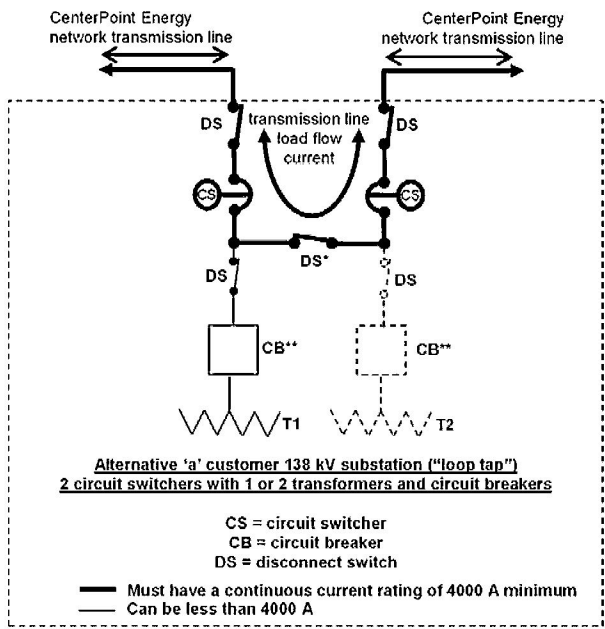 CenterPoint Energy
network transmission line
CenterPoint Energy
network transmission line
DS
transmission line
load flow
current
DS
CS
CS
DS*
DS
DS
CB**
CB**
T1
T2
Alternative 'a' customer 138 kV substation ("loop tap")
2 circuit switchers with 1 or 2 transformers and circuit breakers
CS = circuit switcher
CB = circuit breaker
DS = disconnect switch
Must have a continuous current rating of 4000 A minimum
Can be less than 4000 A